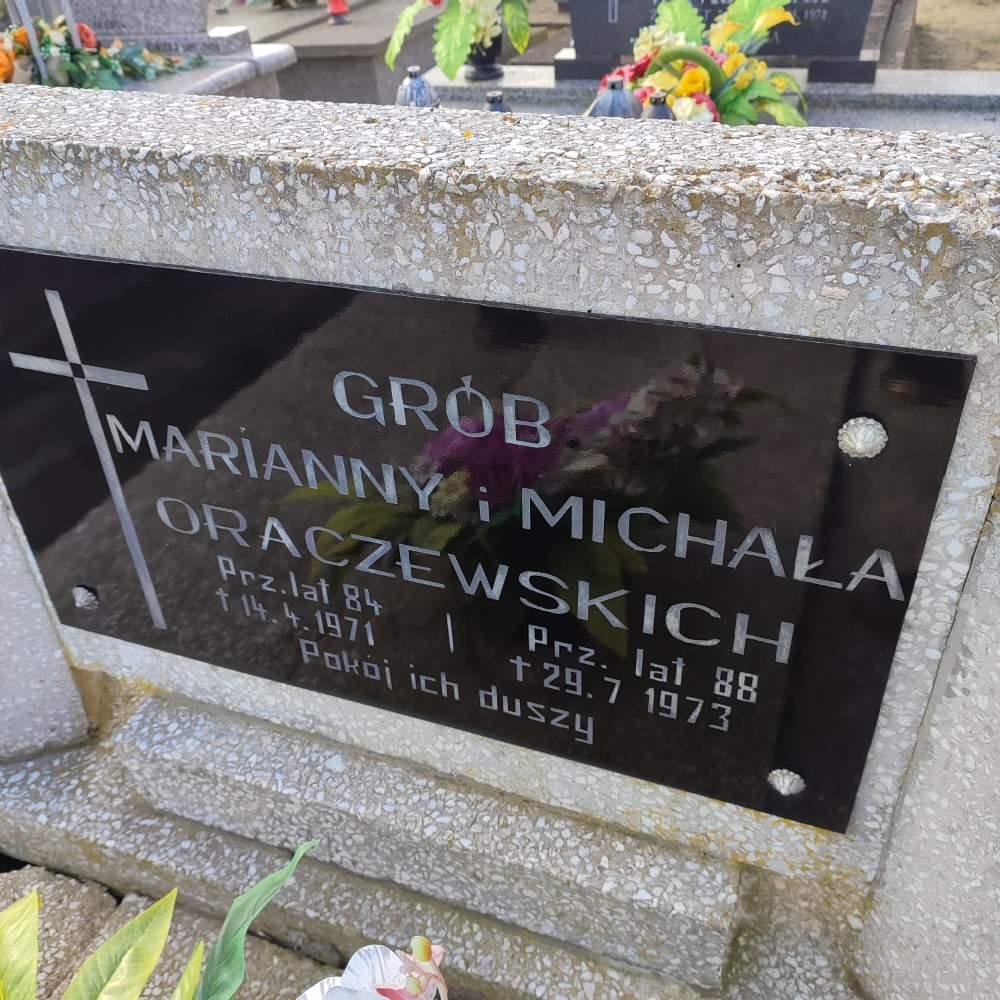 GRÓB
MARIANNY i MICHAŁA
ORACZEWSKICH
Prz. lat 84 | Prz. lat 88
† 14.4.1971 † 29.7 1973
Pokój ich duszy